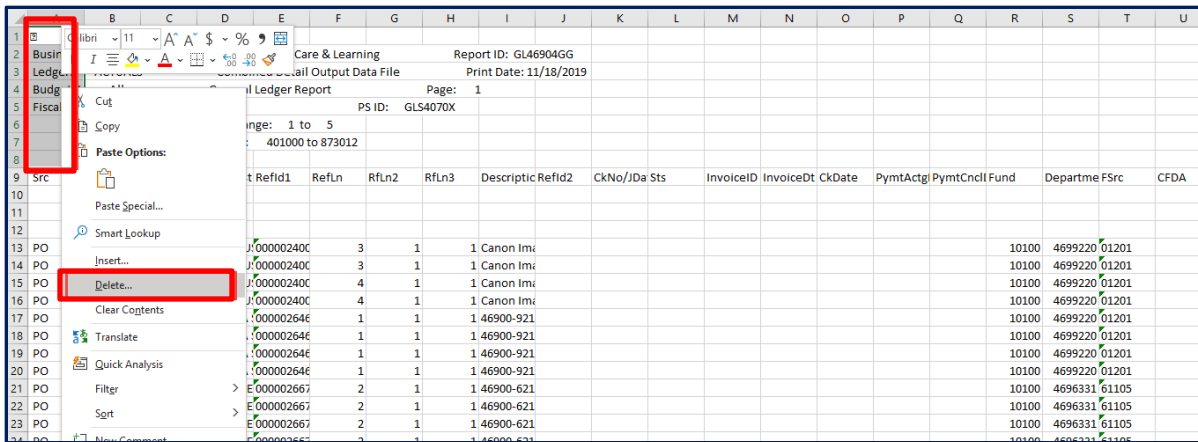 A B C D E F G H I J K L M N O P Q R S T U
1 11 A^ A˅ $ % 9
2 Busin I A Care & Learning Report ID: GL46904GG
3 Ledge Output Data File Print Date: 11/18/2019
4 Budg l Ledger Report Page: 1
5 Fiscal Cut PS ID: GLS4070X
6 Copy nge: 1 to 5
7 Paste Options: : 401000 to 873012
8
9 Src t RefId1 RefLn RfLn2 RfLn3 Descriptic RefId2 CkNo/JDa Sts InvoiceID InvoiceDt CkDate PymtActgl PymtCnclI Fund Departme FSrc CFDA
10 Paste Special...
11
12 Smart Lookup
13 PO 000002400 3 1 1 Canon Ima 10100 4699220 01201
14 PO Insert... 000002400 3 1 1 Canon Ima 10100 4699220 01201
15 PO Delete... 000002400 4 1 1 Canon Ima 10100 4699220 01201
16 PO Clear Contents 000002400 4 1 1 Canon Ima 10100 4699220 01201
17 PO 000002646 1 1 1 46900-921 10100 4699220 01201
18 PO Translate 000002646 1 1 1 46900-921 10100 4699220 01201
19 PO 000002646 1 1 1 46900-921 10100 4699220 01201
20 PO Quick Analysis 000002646 1 1 1 46900-921 10100 4699220 01201
21 PO Filter > E 000002667 2 1 1 46900-621 10100 4696331 61105
22 PO Sort > E 000002667 2 1 1 46900-621 10100 4696331 61105
23 PO E 000002667 2 1 1 46900-621 10100 4696331 61105
24 PO New Comment 10100 4696331 61105